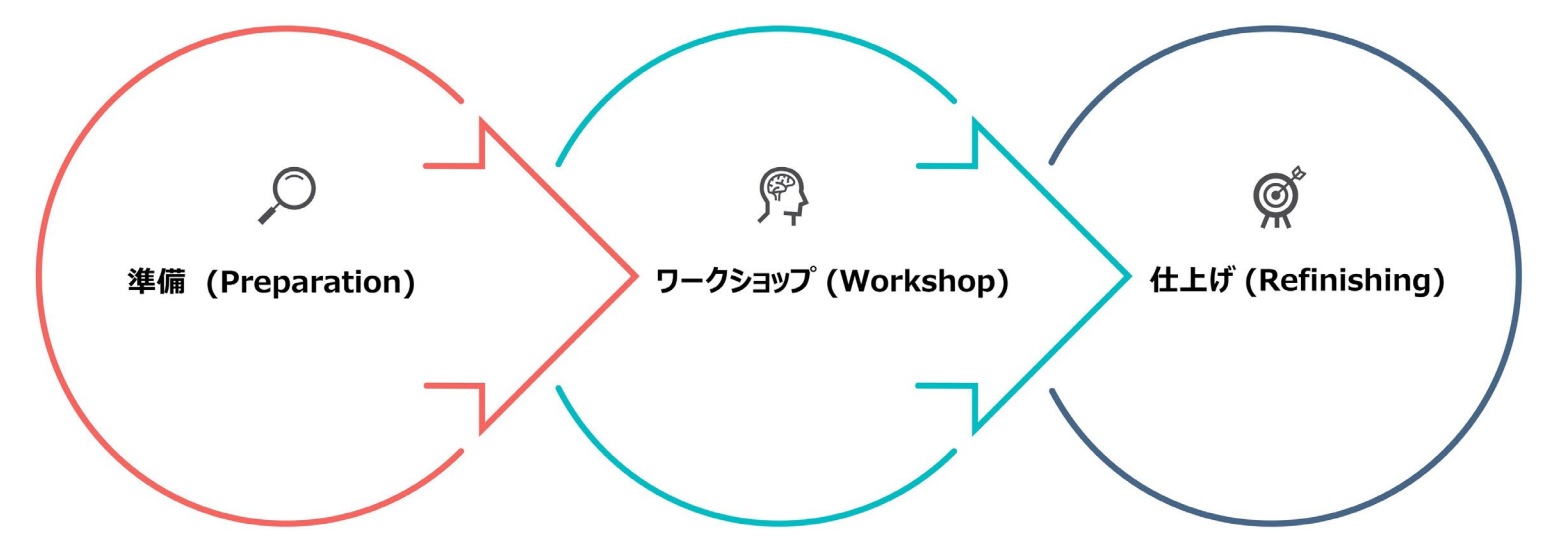 準備 (Preparation)
ワークショップ (Workshop)
仕上げ (Refinishing)